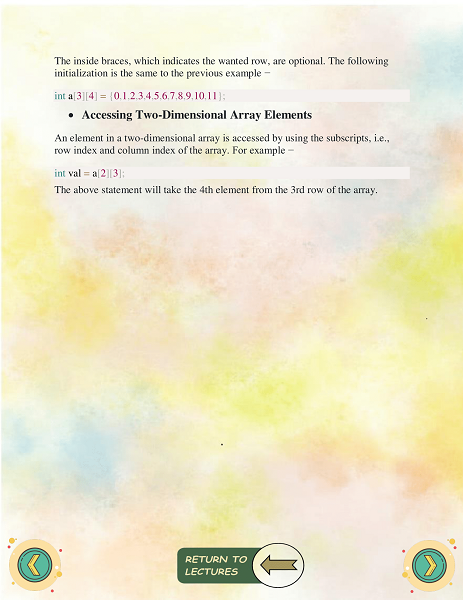 The inside braces, which indicates the wanted row, are optional. The following
initialization is the same to the previous example −
int a[3][4] = {0,1,2,3,4,5,6,7,8,9,10,11};
• Accessing Two-Dimensional Array Elements
An element in a two-dimensional array is accessed by using the subscripts, i.e.,
row index and column index of the array. For example −
int val = a[2][3];
The above statement will take the 4th element from the 3rd row of the array.
RETURN TO
LECTURES